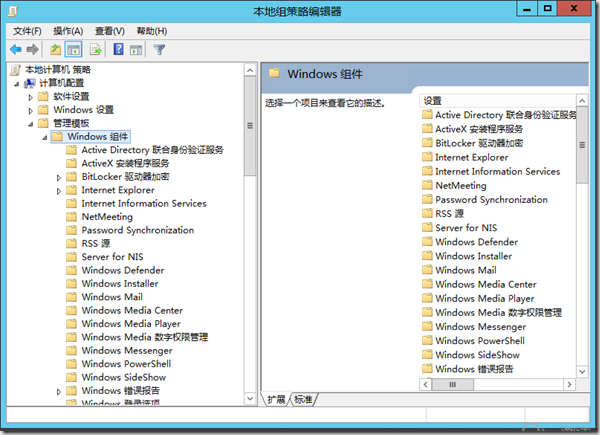 本地组策略编辑器
文件(F) 操作(A) 查看(V) 帮助(H)
本地计算机 策略
计算机配置
软件设置
Windows 设置
管理模板
Windows 组件
Active Directory 联合身份验证服务
ActiveX 安装程序服务
BitLocker 驱动器加密
Internet Explorer
Internet Information Services
NetMeeting
Password Synchronization
RSS 源
Server for NIS
Windows Defender
Windows Installer
Windows Mail
Windows Media Center
Windows Media Player
Windows Media 数字权限管理
Windows Messenger
Windows PowerShell
Windows SideShow
Windows 错误报告
Windows 登录选项
Windows 组件
选择一个项目来查看它的描述。
设置
Active Directory 联合身份验证服务
ActiveX 安装程序服务
BitLocker 驱动器加密
Internet Explorer
Internet Information Services
NetMeeting
Password Synchronization
RSS 源
Server for NIS
Windows Defender
Windows Installer
Windows Mail
Windows Media Center
Windows Media Player
Windows Media 数字权限管理
Windows Messenger
Windows PowerShell
Windows SideShow
Windows 错误报告
扩展 标准